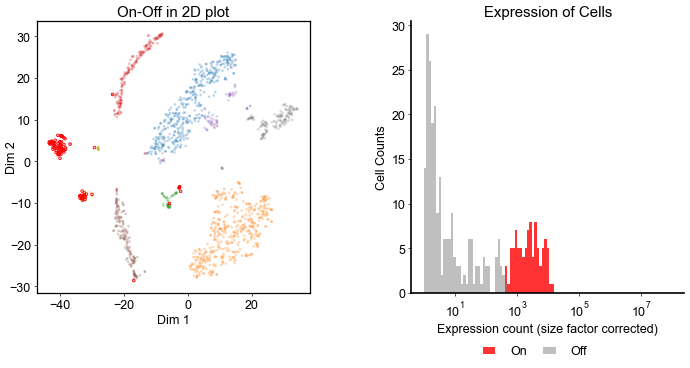 On-Off in 2D plot
Dim 2
30
20
10
0
−10
−20
−30
−40
−20
0
20
Dim 1
Expression of Cells
Cell Counts
30
25
20
15
10
5
0
10^1
10^3
10^5
10^7
Expression count (size factor corrected)
On
Off